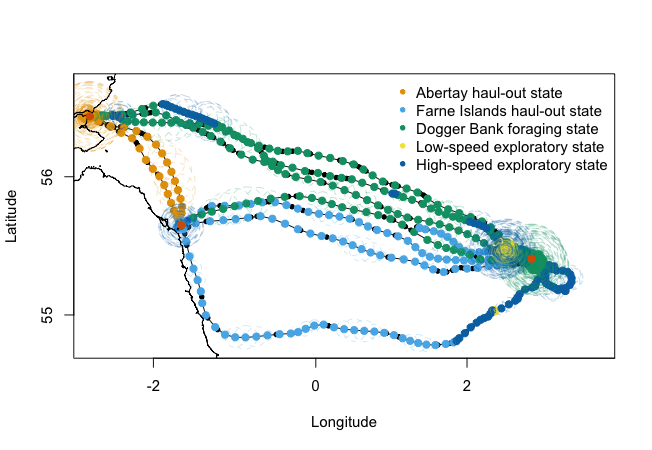 Abertay haul-out state
Farne Islands haul-out state
Dogger Bank foraging state
Low-speed exploratory state
High-speed exploratory state
56
55
Latitude
-2
0
2
Longitude